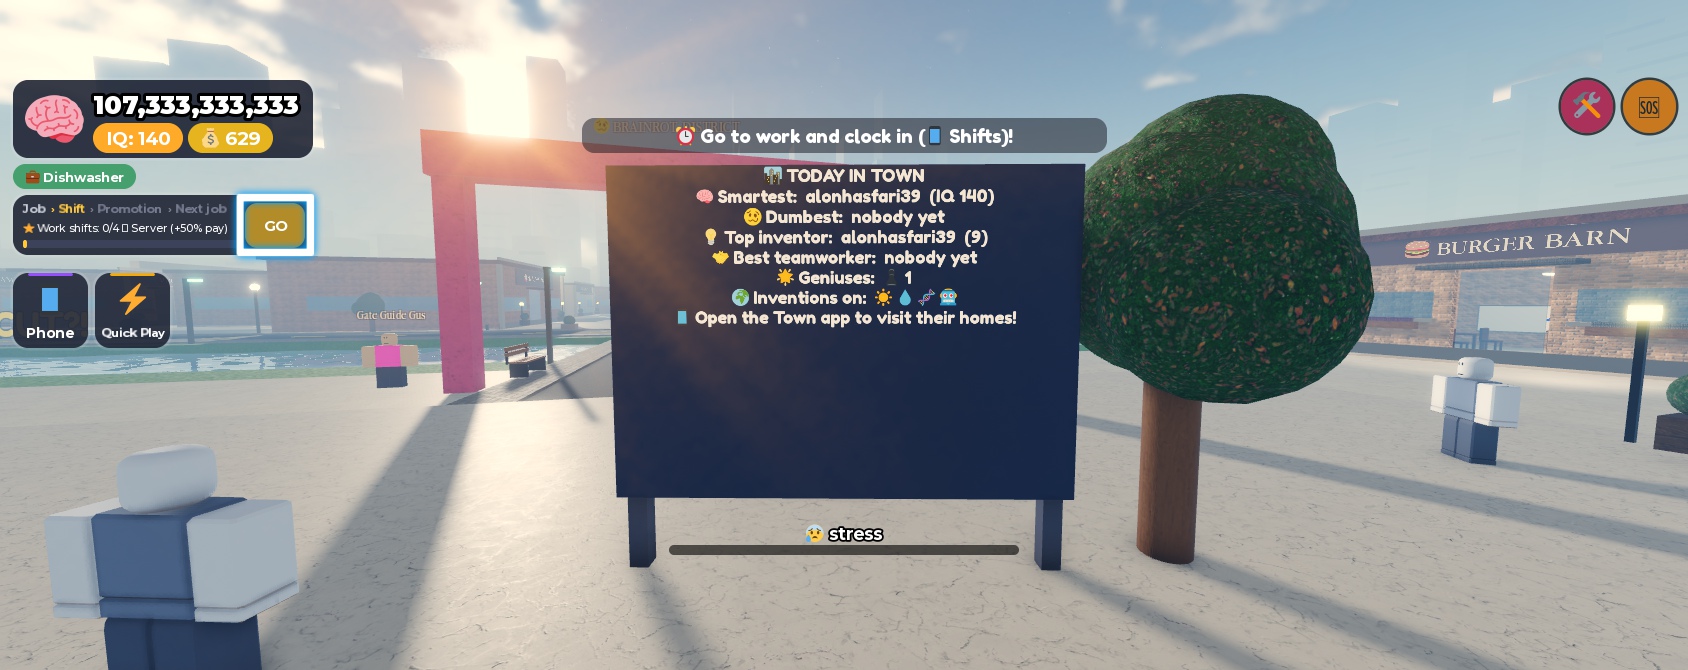 107,333,333,333
IQ: 140
629
Dishwasher
Job › Shift › Promotion › Next job
Work shifts: 0/4 Server (+50% pay)
GO
Phone
Quick Play
Gate Guide Gus
Go to work and clock in ( Shifts)!
TODAY IN TOWN
Smartest: alonhasfari39 (IQ 140)
Dumbest: nobody yet
Top inventor: alonhasfari39 (9)
Best teamworker: nobody yet
Geniuses: 1
Inventions on:
Open the Town app to visit their homes!
stress
SOS
BURGER BARN